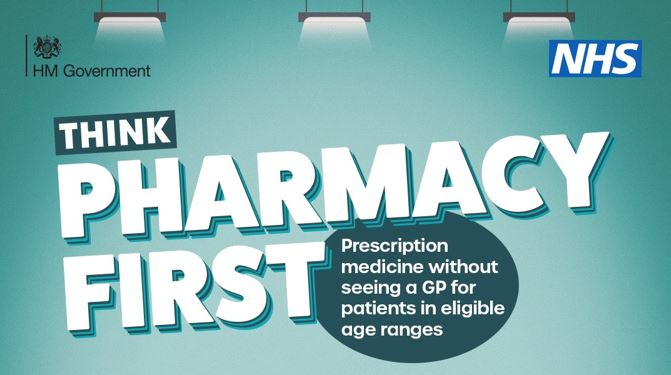 HM Government
NHS
THINK
PHARMACY
FIRST
Prescription
medicine without
seeing a GP for
patients in eligible
age ranges